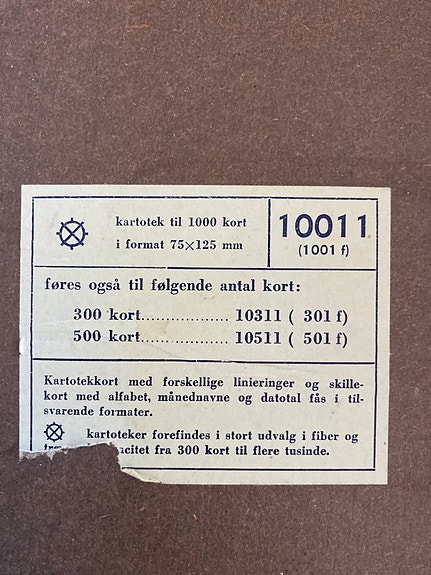 kartotek til 1000 kort
i format 75×125 mm
10011
(1001 f)
føres også til følgende antal kort:
300 kort.................. 10311 ( 301 f)
500 kort.................. 10511 ( 501 f)
Kartotekkort med forskellige linieringer og skille-
kort med alfabet, månednavne og datotal fås i til-
svarende formater.
kartoteker forefindes i stort udvalg i fiber og
fra 300 kort til flere tusinde.